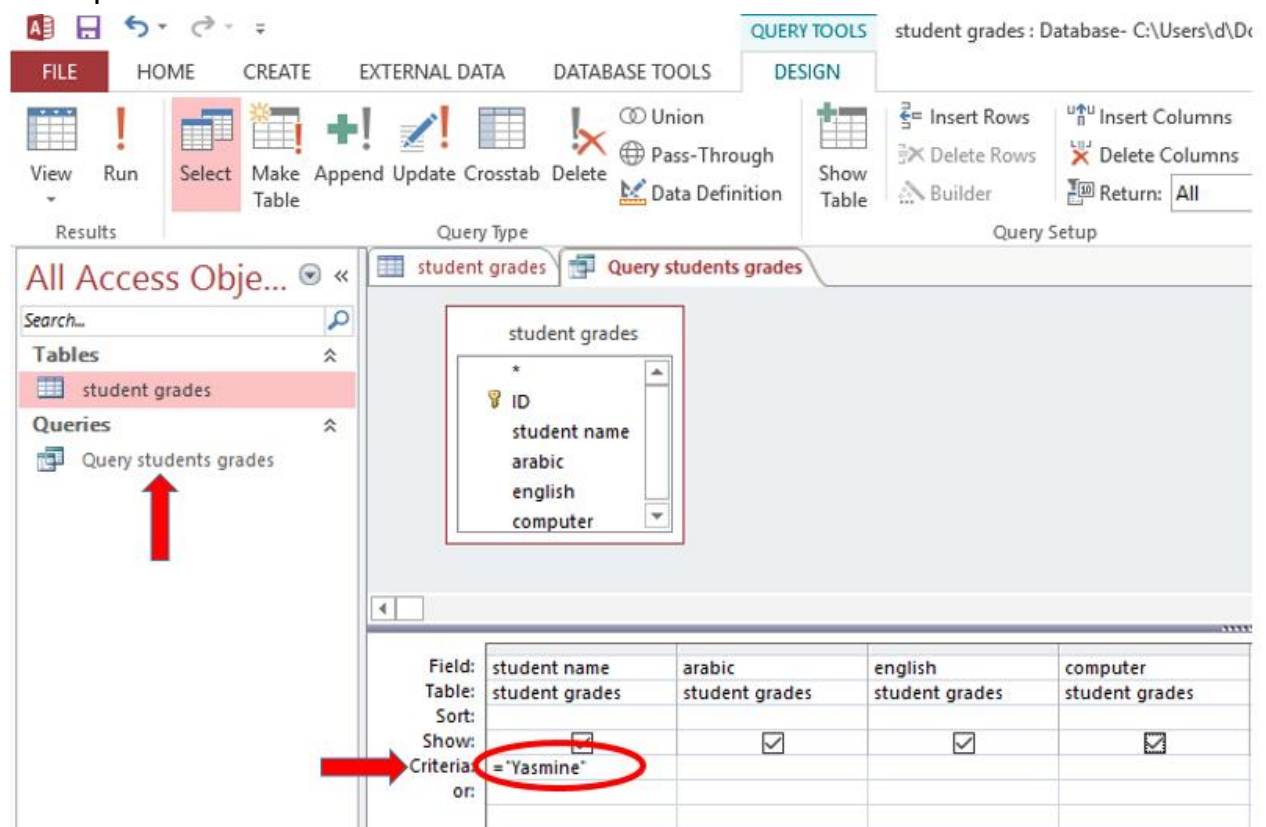 QUERY TOOLS student grades : Database- C:\Users\d\Do
FILE HOME CREATE EXTERNAL DATA DATABASE TOOLS DESIGN
View
Run
Select
Make Table
Append
Update
Crosstab
Delete
Union
Pass-Through
Data Definition
Show Table
Insert Rows
Delete Rows
Builder
Insert Columns
Delete Columns
Return: All
Results
Query Type
Query Setup
All Access Obje...
Search...
Tables
student grades
Queries
Query students grades
student grades
Query students grades
student grades
*
ID
student name
arabic
english
computer
Field: student name arabic english computer
Table: student grades student grades student grades student grades
Sort:
Show:
Criteria: ="Yasmine"
or: